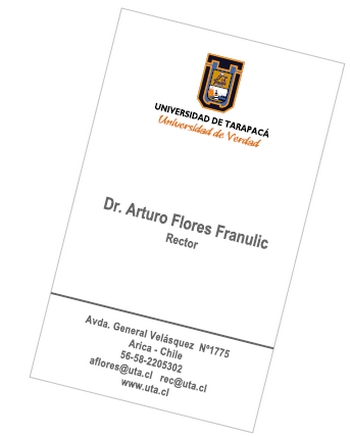 UNIVERSIDAD DE TARAPACÁ
Universidad de Verdad
Dr. Arturo Flores Franulic
Rector
Avda. General Velásquez Nº1775
Arica - Chile
56-58-2205302
aflores@uta.cl rec@uta.cl
www.uta.cl